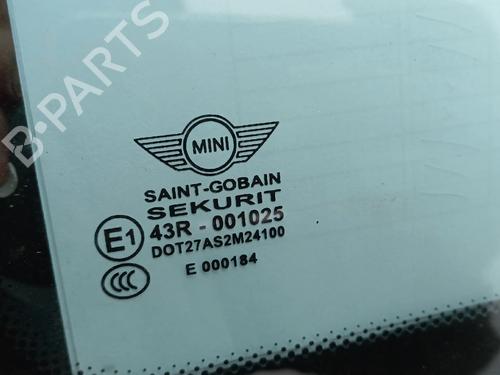 B-PARTS
MINI
SAINT-GOBAIN
SEKURIT
E1 43R - 001025
DOT27AS2M24100
CCC E 000184